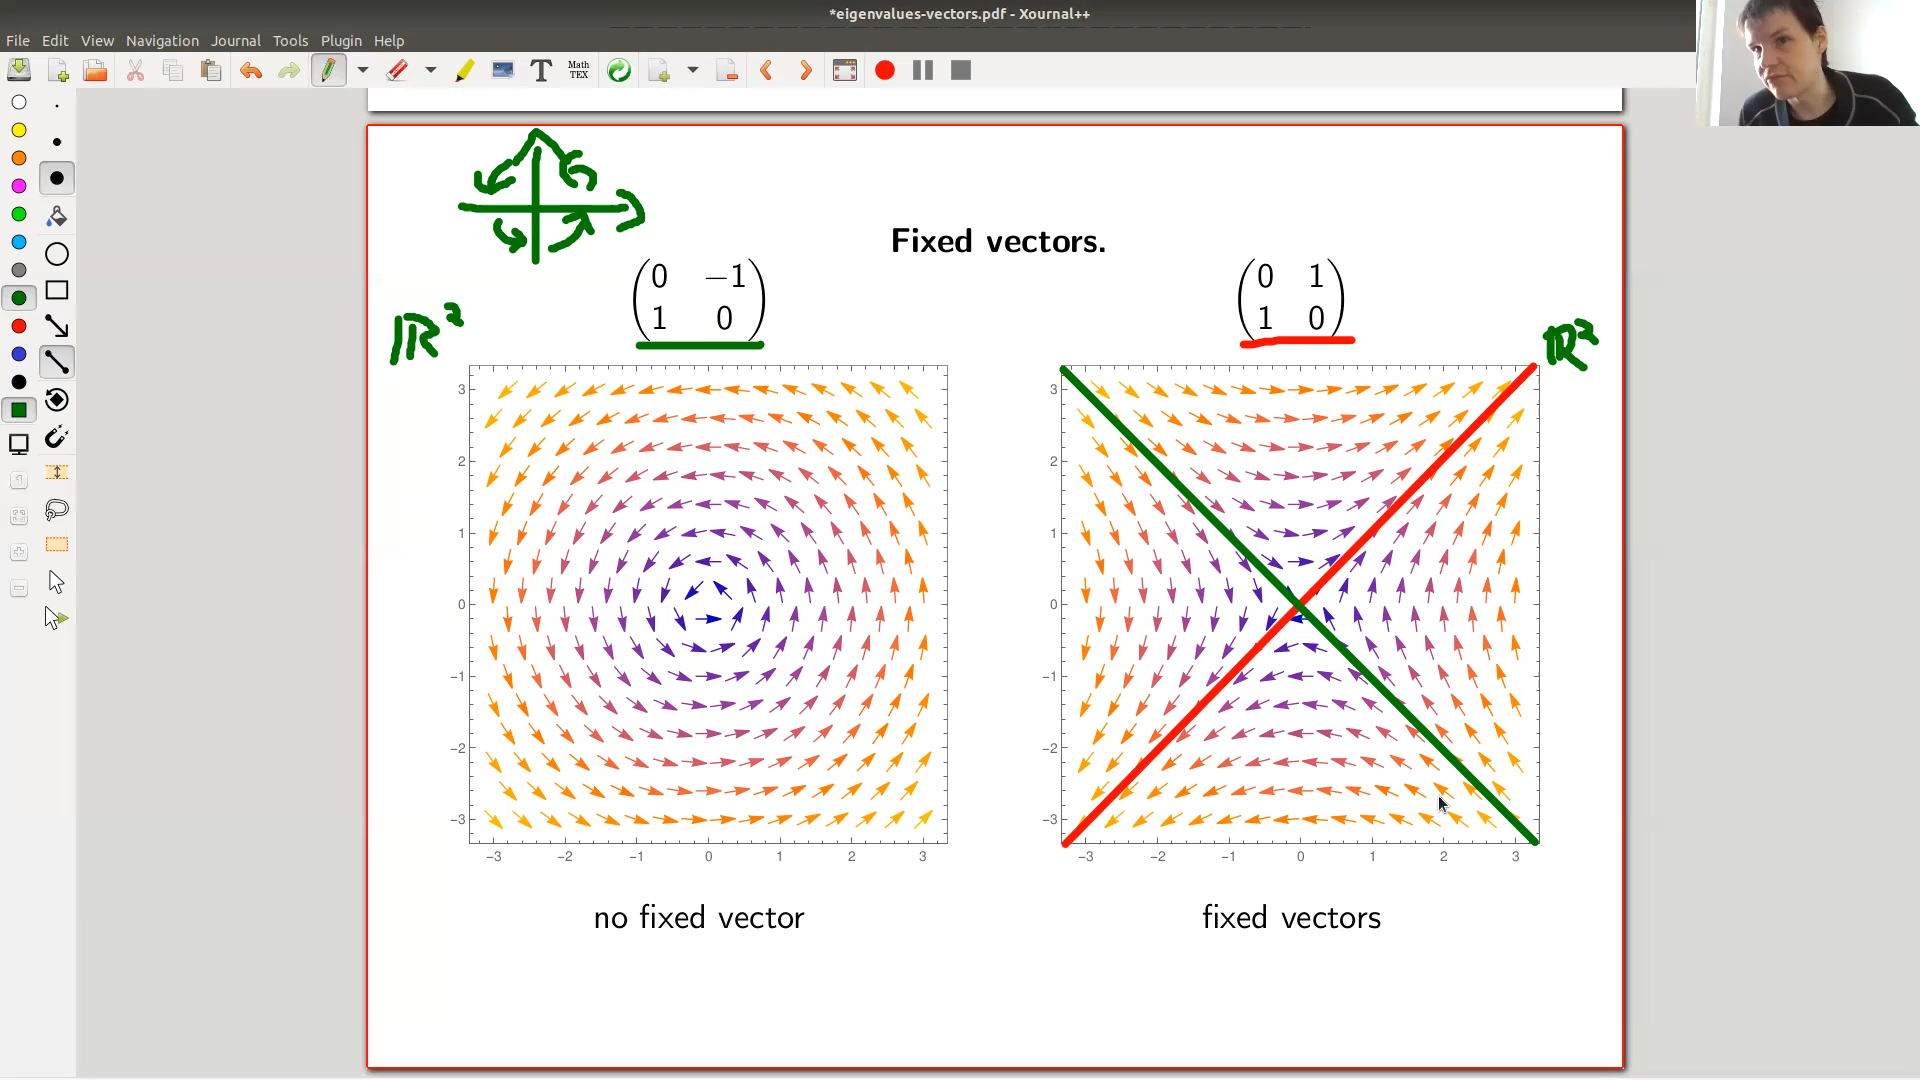 *eigenvalues-vectors.pdf - Xournal++
File Edit View Navigation Journal Tools Plugin Help
Math TEX
Fixed vectors.
0 −1
1 0
0 1
1 0
ℝ²
ℝ²
3
2
1
0
−1
−2
−3
−3 −2 −1 0 1 2 3
3
2
1
0
−1
−2
−3
−3 −2 −1 0 1 2 3
no fixed vector
fixed vectors